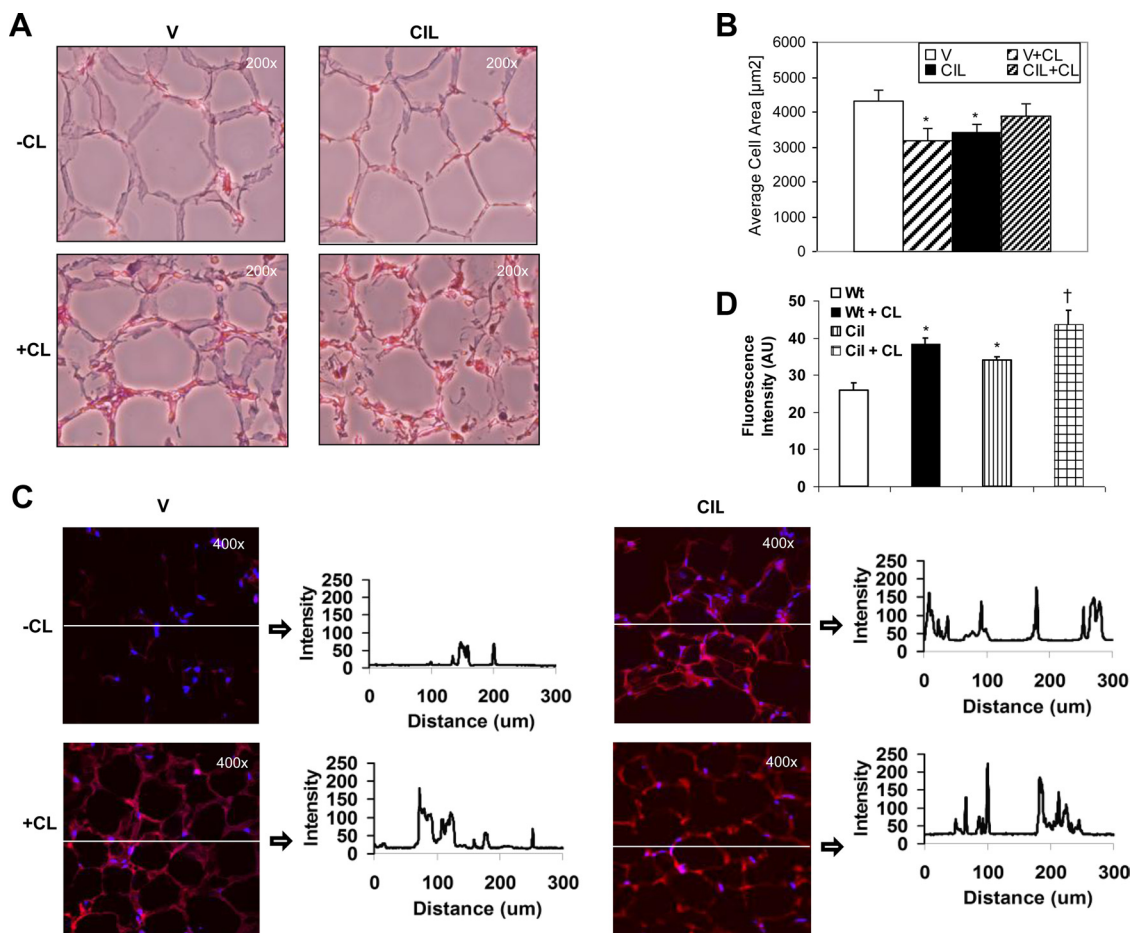 A
V
CIL
-CL
200x
200x
+CL
200x
200x
B
Average Cell Area [µm2]
6000
5000
4000
3000
2000
1000
0
V
V+CL
CIL
CIL+CL
*
*
D
Fluorescence
Intensity (AU)
50
40
30
20
10
0
Wt
Wt + CL
Cil
Cil + CL
*
*
†
C
V
CIL
-CL
400x
Intensity
250
200
150
100
50
0
0 100 200 300
Distance (um)
400x
Intensity
250
200
150
100
50
0
0 100 200 300
Distance (um)
+CL
400x
Intensity
250
200
150
100
50
0
0 100 200 300
Distance (um)
400x
Intensity
250
200
150
100
50
0
0 100 200 300
Distance (um)